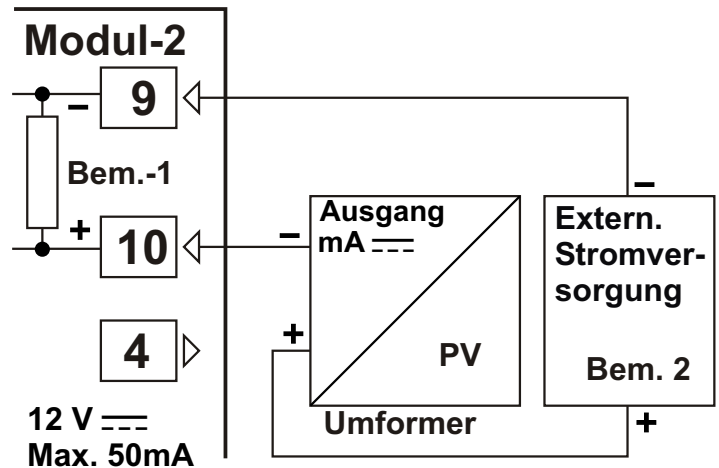 Modul-2
– 9
Bem.-1
+ 10
4
12 V
Max. 50mA
– Ausgang
mA
+
PV
Umformer
–
Extern.
Stromver-
sorgung
Bem. 2
+